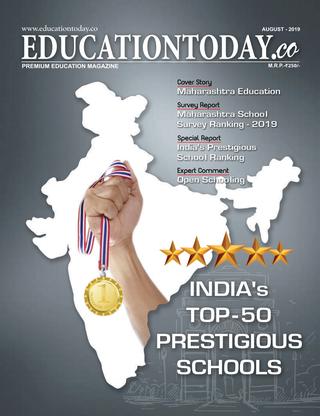 www.educationtoday.co
AUGUST - 2019
EDUCATIONTODAY.co
PREMIUM EDUCATION MAGAZINE
M.R.P.-₹250/-
Cover Story
Maharashtra Education
Survey Report
Maharashtra School
Survey Ranking - 2019
Special Report
India's Prestigious
School Ranking
Expert Comment
Open Schooling
1
INDIA's
TOP-50
PRESTIGIOUS
SCHOOLS